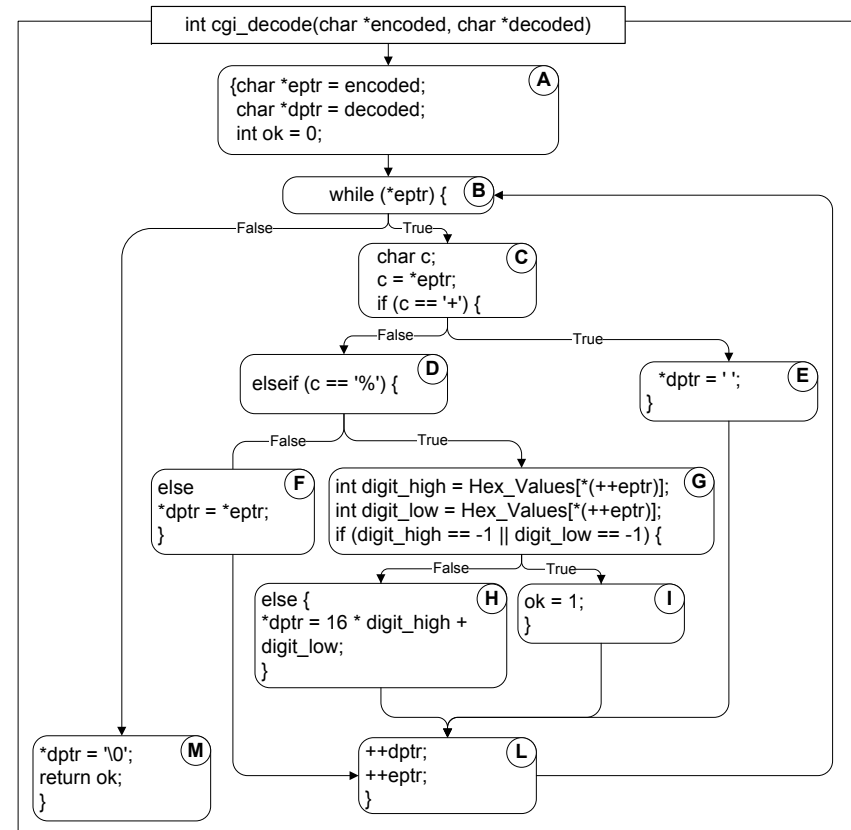 int cgi_decode(char *encoded, char *decoded)
{char *eptr = encoded;
char *dptr = decoded;
int ok = 0;
A
while (*eptr) {
B
False
True
char c;
c = *eptr;
if (c == '+') {
C
False
True
elseif (c == '%') {
D
*dptr = ' ';
}
E
False
True
else
*dptr = *eptr;
}
F
int digit_high = Hex_Values[*(++eptr)];
int digit_low = Hex_Values[*(++eptr)];
if (digit_high == -1 || digit_low == -1) {
G
False
True
else {
*dptr = 16 * digit_high +
digit_low;
}
H
ok = 1;
}
I
*dptr = '\0';
return ok;
}
M
++dptr;
++eptr;
}
L